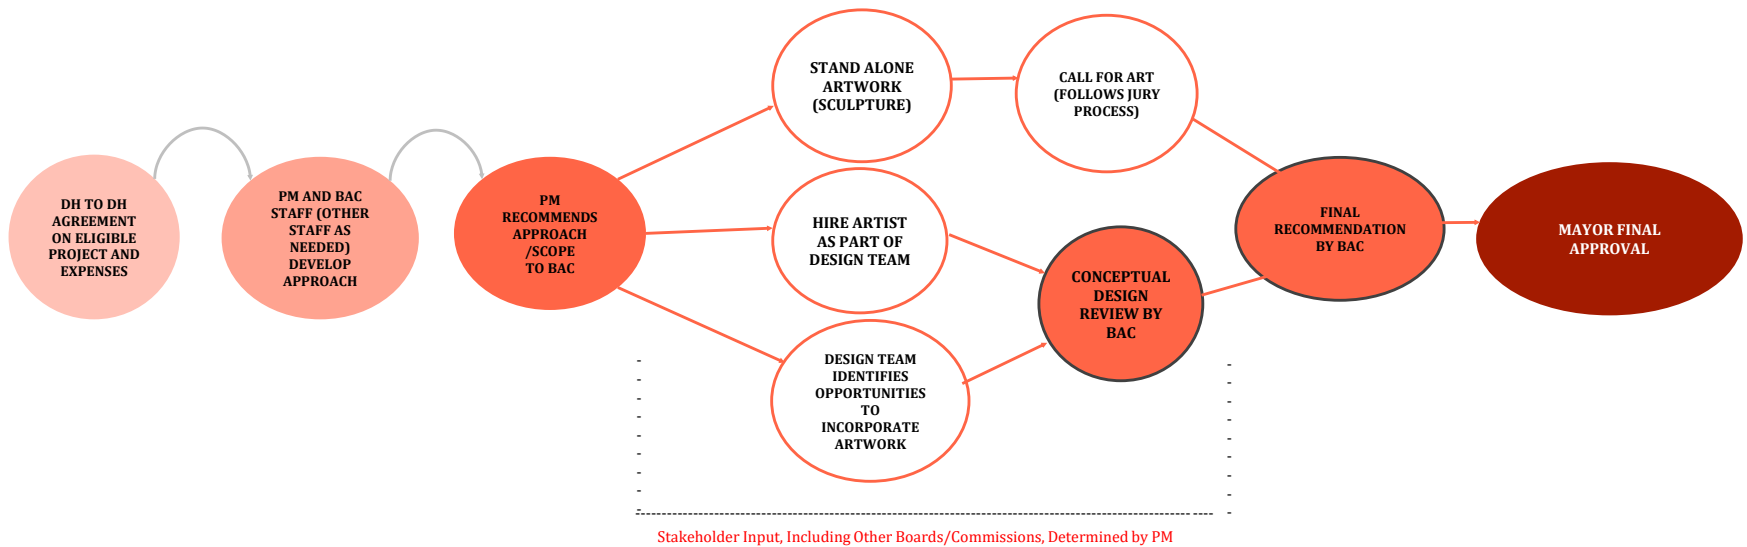 DH TO DH
AGREEMENT
ON ELIGIBLE
PROJECT AND
EXPENSES
PM AND BAC
STAFF (OTHER
STAFF AS
NEEDED)
DEVELOP
APPROACH
PM
RECOMMENDS
APPROACH
/SCOPE
TO BAC
STAND ALONE
ARTWORK
(SCULPTURE)
CALL FOR ART
(FOLLOWS JURY
PROCESS)
HIRE ARTIST
AS PART OF
DESIGN TEAM
DESIGN TEAM
IDENTIFIES
OPPORTUNITIES
TO
INCORPORATE
ARTWORK
CONCEPTUAL
DESIGN
REVIEW BY
BAC
FINAL
RECOMMENDATION
BY BAC
MAYOR FINAL
APPROVAL
Stakeholder Input, Including Other Boards/Commissions, Determined by PM